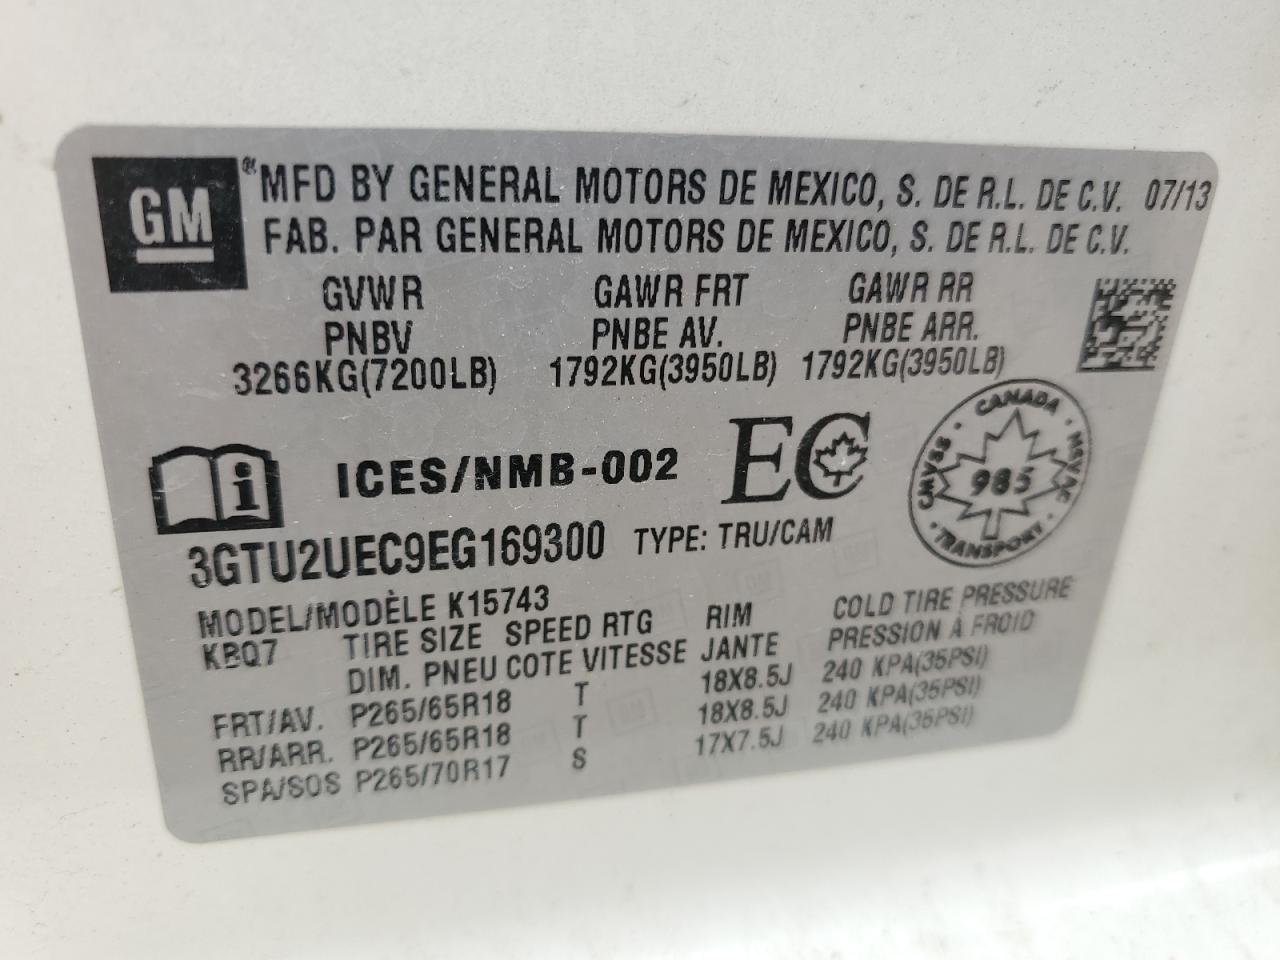 GM
® MFD BY GENERAL MOTORS DE MEXICO, S. DE R.L. DE C.V. 07/13
FAB. PAR GENERAL MOTORS DE MEXICO, S. DE R.L. DE C.V.
GVWR GAWR FRT GAWR RR
PNBV PNBE AV. PNBE ARR.
3266KG(7200LB) 1792KG(3950LB) 1792KG(3950LB)
i ICES/NMB-002 EC
CANADA
CMVSS 985 NSVAC
TRANSPORT
3GTU2UEC9EG169300 TYPE: TRU/CAM
MODEL/MODÈLE K15743
KBQ7 TIRE SIZE SPEED RTG RIM COLD TIRE PRESSURE
DIM. PNEU COTE VITESSE JANTE PRESSION À FROID
FRT/AV. P265/65R18 T 18X8.5J 240 KPA(35PSI)
RR/ARR. P265/65R18 T 18X8.5J 240 KPA(35PSI)
SPA/SOS P265/70R17 S 17X7.5J 240 KPA(35PSI)